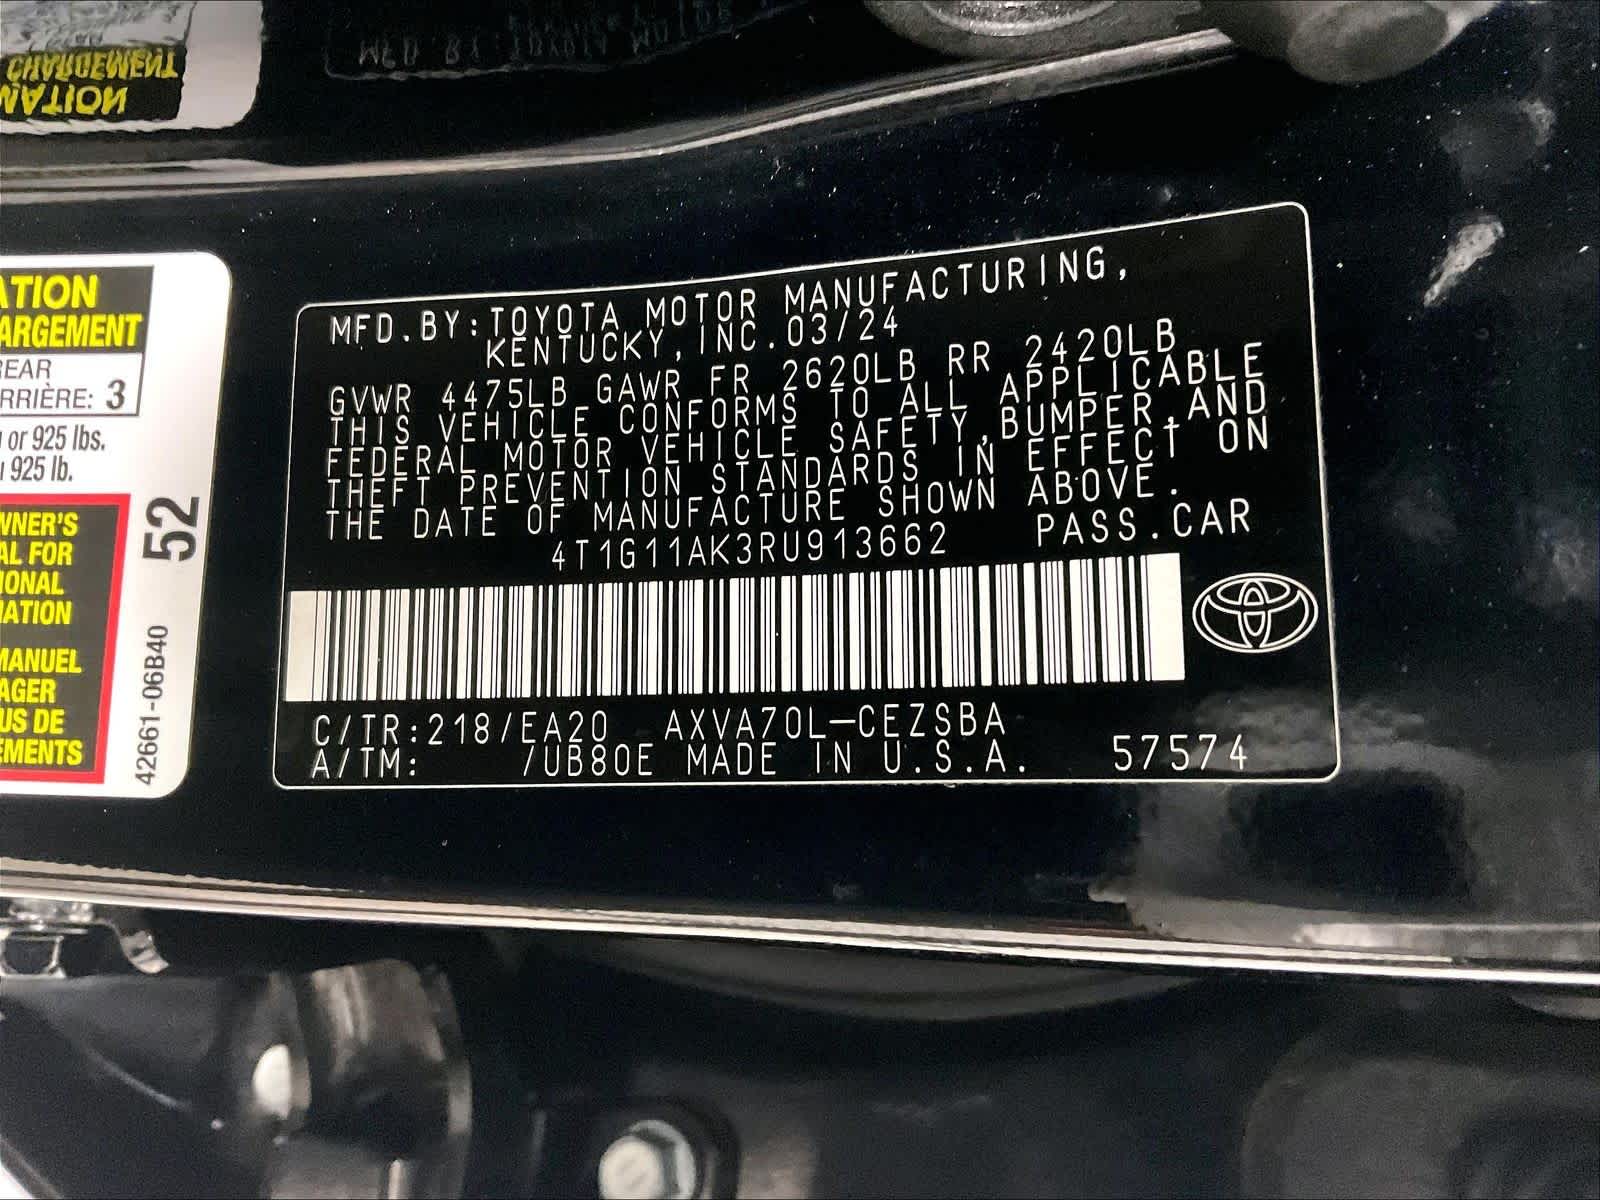 CHARGEMENT
MATION
ATION
ARGEMENT
REAR
RRIÈRE: 3
or 925 lbs.
925 lb.
WNER'S
AL FOR
IONAL
MATION
MANUEL
AGER
US DE
EMENTS
52
42661-06B40
MFD.BY:TOYOTA MOTOR MANUFACTURING,
KENTUCKY,INC.03/24
GVWR 4475LB GAWR FR 2620LB RR 2420LB
THIS VEHICLE CONFORMS TO ALL APPLICABLE
FEDERAL MOTOR VEHICLE SAFETY,BUMPER,AND
THEFT PREVENTION STANDARDS IN EFFECT ON
THE DATE OF MANUFACTURE SHOWN ABOVE.
4T1G11AK3RU913662 PASS.CAR
C/TR:218/EA20 AXVA70L-CEZSBA
A/TM: /UB80E MADE IN U.S.A. 57574